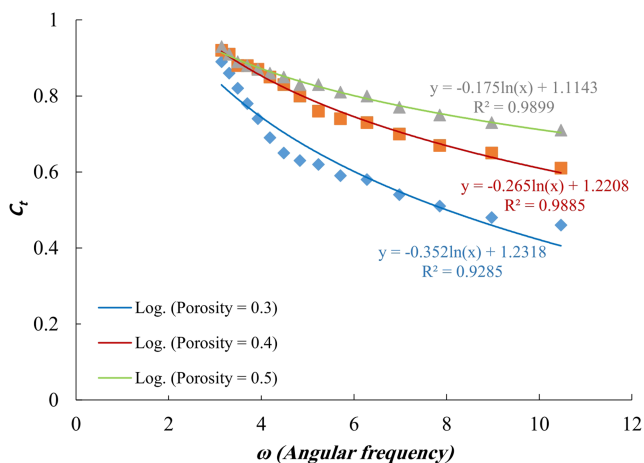 1
0.8
0.6
0.4
0.2
0
0
2
4
6
8
10
12
C_t
ω (Angular frequency)
y = -0.175ln(x) + 1.1143
R² = 0.9899
y = -0.265ln(x) + 1.2208
R² = 0.9885
y = -0.352ln(x) + 1.2318
R² = 0.9285
Log. (Porosity = 0.3)
Log. (Porosity = 0.4)
Log. (Porosity = 0.5)